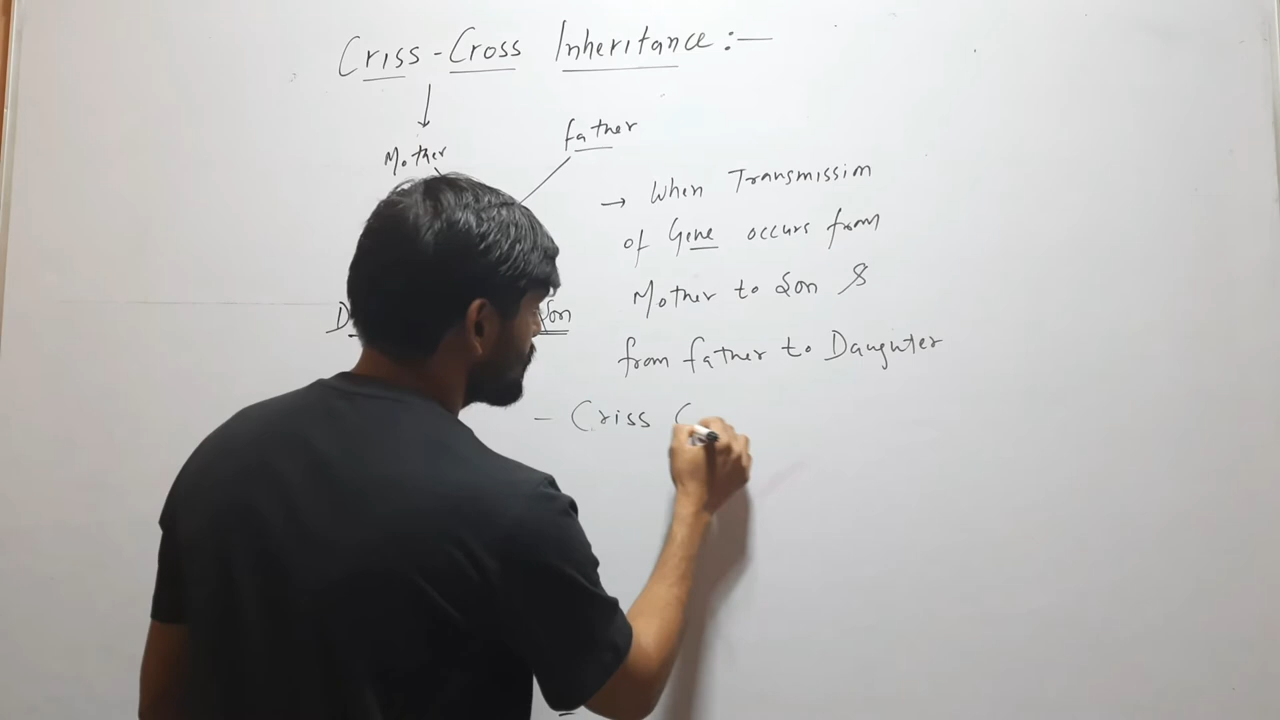 Criss-Cross Inheritance:-
Mother
father
→ When Transmission
of Gene occurs from
Mother to Son &
from father to Daughter
D
Son
- Criss C